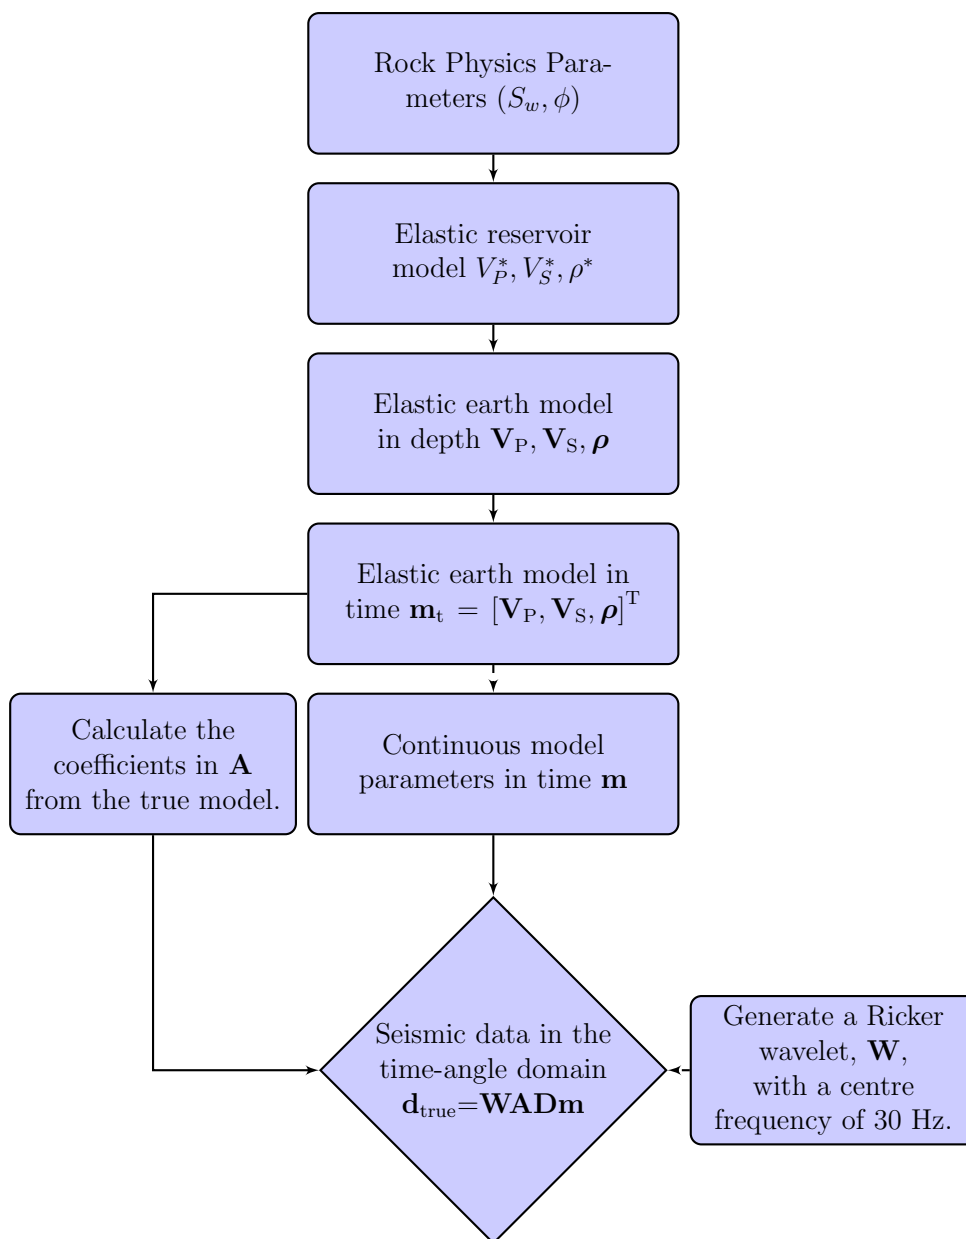 Rock Physics Para-
meters (S_w, ϕ)
Elastic reservoir
model V_P^*, V_S^*, ρ^*
Elastic earth model
in depth V_P, V_S, ρ
Elastic earth model in
time m_t = [V_P, V_S, ρ]^T
Calculate the
coefficients in A
from the true model.
Continuous model
parameters in time m
Seismic data in the
time-angle domain
d_true=WADm
Generate a Ricker
wavelet, W,
with a centre
frequency of 30 Hz.